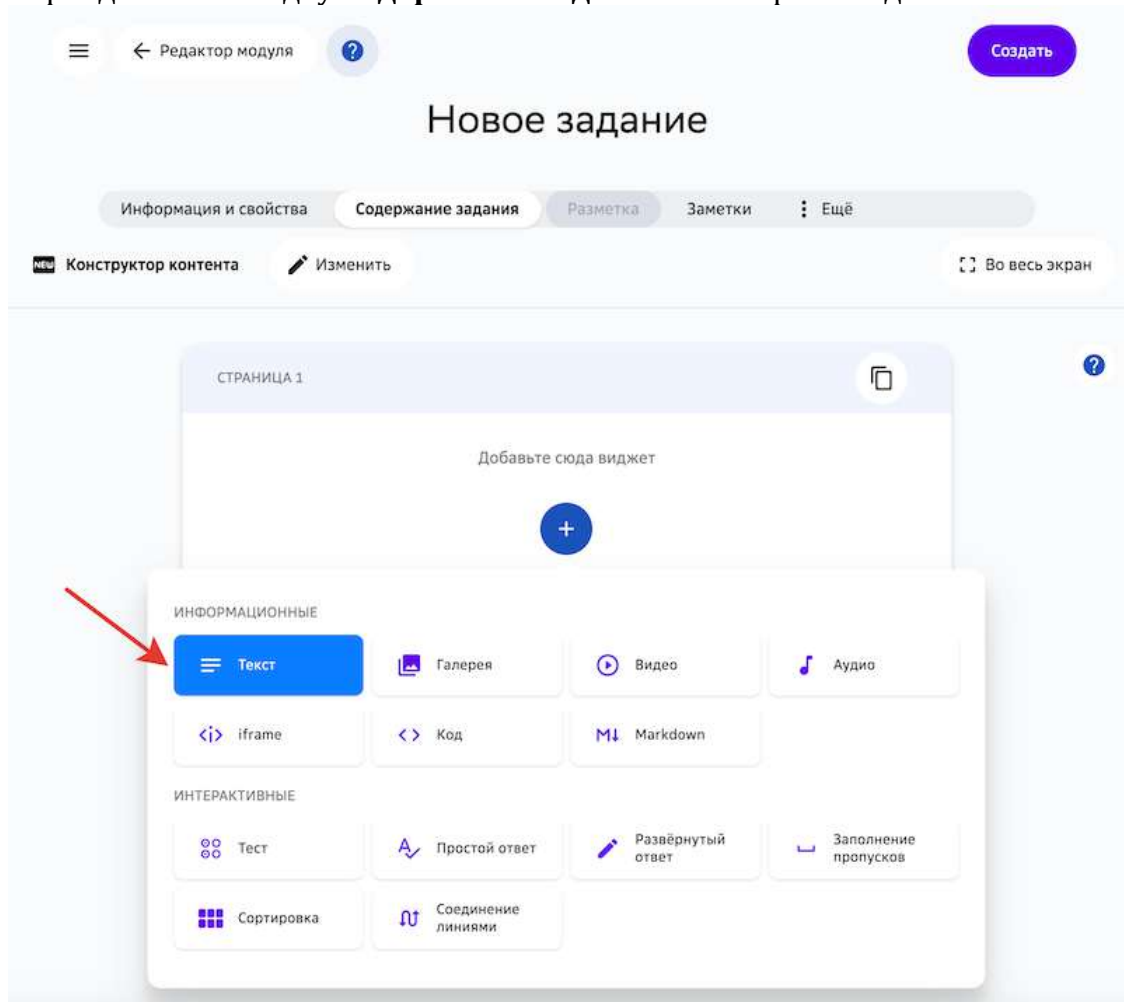 Редактор модуля
?
Создать
Новое задание
Информация и свойства Содержание задания Разметка Заметки Ещё
NEW Конструктор контента Изменить Во весь экран
СТРАНИЦА 1
?
Добавьте сюда виджет
+
ИНФОРМАЦИОННЫЕ
Текст Галерея Видео Аудио
<i> iframe <> Код M↓ Markdown
ИНТЕРАКТИВНЫЕ
Тест Простой ответ Развёрнутый ответ Заполнение пропусков
Сортировка Соединение линиями